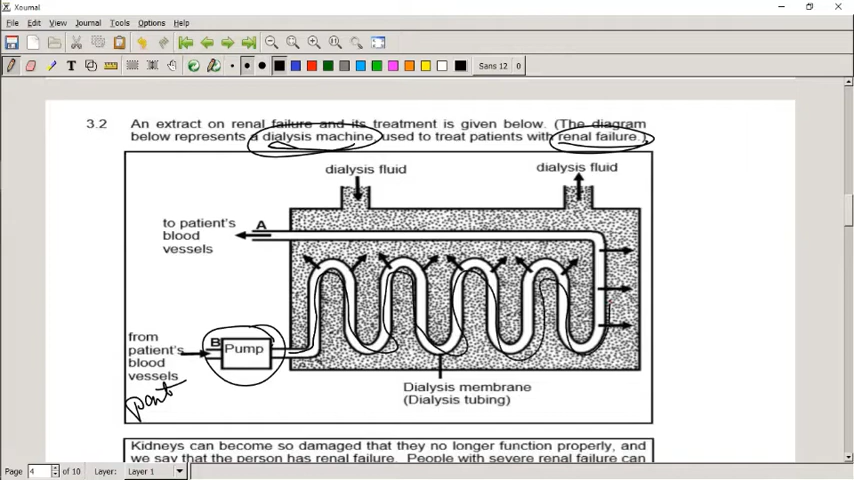 Xournal
File Edit View Journal Tools Options Help
T Sans 12 0
3.2 An extract on renal failure and its treatment is given below. (The diagram
below represents a dialysis machine, used to treat patients with renal failure.)
dialysis fluid dialysis fluid
to patient's
blood
vessels
A
from
patient's
blood
vessels
B
Pump
Dialysis membrane
(Dialysis tubing)
Kidneys can become so damaged that they no longer function properly, and
we say that the person has renal failure. People with severe renal failure can
Page 4 of 10 Layer: Layer 1